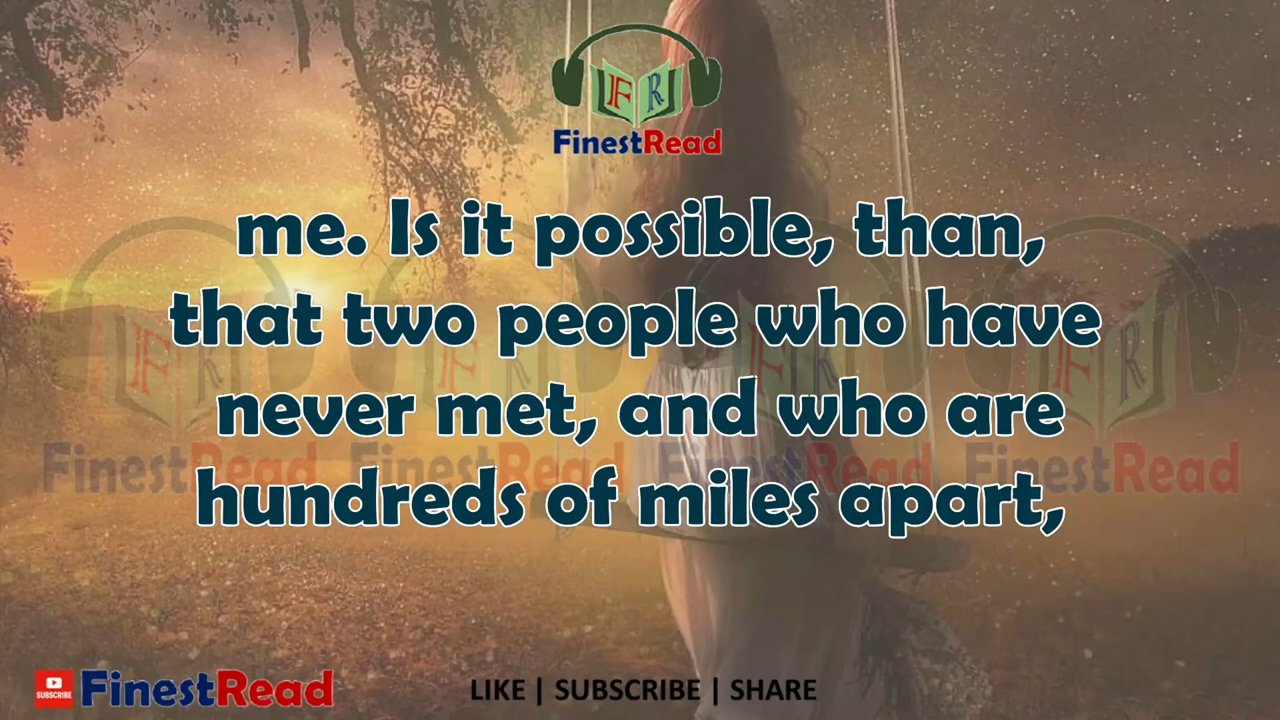 F R
FinestRead
me. Is it possible, than,
that two people who have
never met, and who are
hundreds of miles apart,
F R
F R
F R
F R
FinestRead
FinestRead
FinestRead
FinestRead
SUBSCRIBE
FinestRead
LIKE | SUBSCRIBE | SHARE